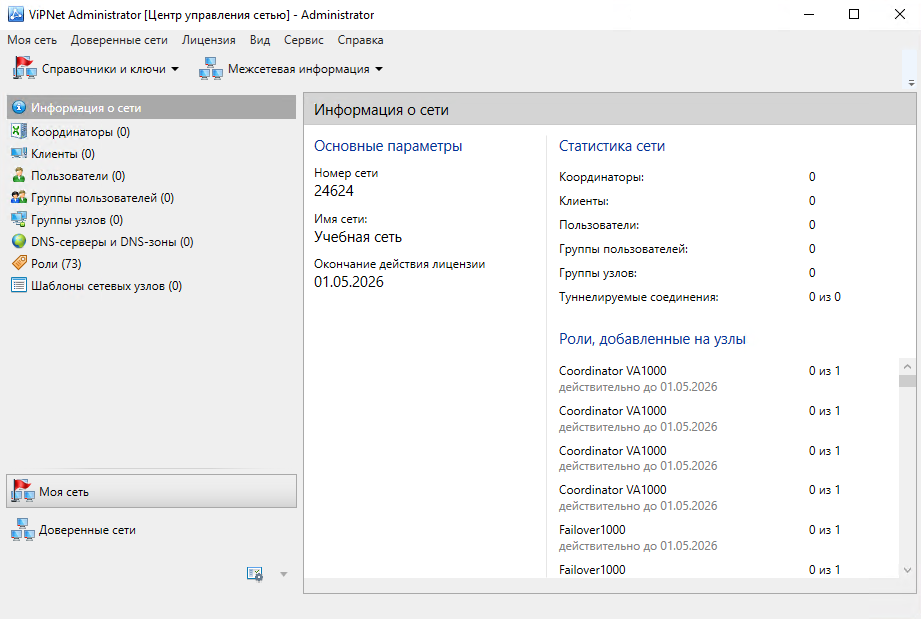 ViPNet Administrator [Центр управления сетью] - Administrator
Моя сеть Доверенные сети Лицензия Вид Сервис Справка
Справочники и ключи Межсетевая информация
Информация о сети
Координаторы (0)
Клиенты (0)
Пользователи (0)
Группы пользователей (0)
Группы узлов (0)
DNS-серверы и DNS-зоны (0)
Роли (73)
Шаблоны сетевых узлов (0)
Моя сеть
Доверенные сети
Информация о сети
Основные параметры
Номер сети
24624
Имя сети:
Учебная сеть
Окончание действия лицензии
01.05.2026
Статистика сети
Координаторы: 0
Клиенты: 0
Пользователи: 0
Группы пользователей: 0
Группы узлов: 0
Туннелируемые соединения: 0 из 0
Роли, добавленные на узлы
Coordinator VA1000 0 из 1
действительно до 01.05.2026
Coordinator VA1000 0 из 1
действительно до 01.05.2026
Coordinator VA1000 0 из 1
действительно до 01.05.2026
Coordinator VA1000 0 из 1
действительно до 01.05.2026
Failover1000 0 из 1
действительно до 01.05.2026
Failover1000 0 из 1